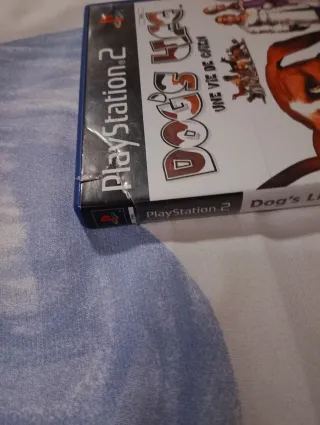 PlayStation.2
DOG'S LIFE
UNE VIE DE CHIEN
PlayStation.2
Dog's Li